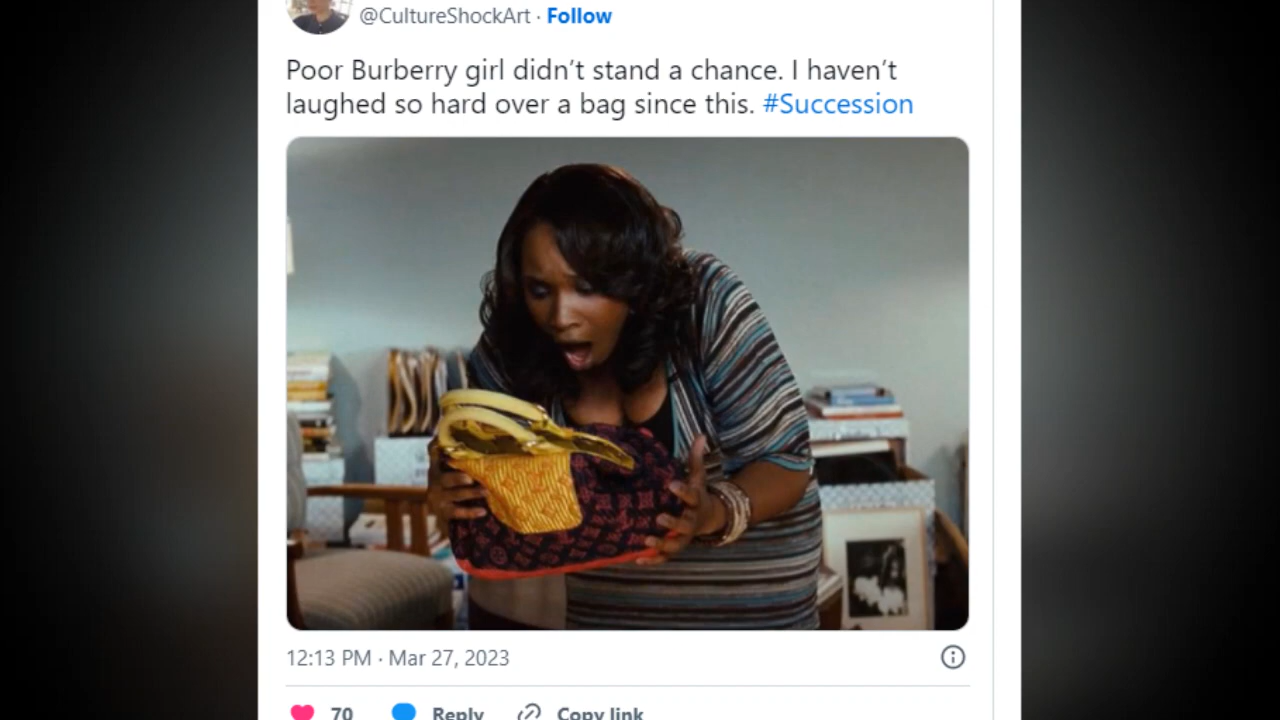 @CultureShockArt · Follow
Poor Burberry girl didn’t stand a chance. I haven’t
laughed so hard over a bag since this. #Succession
12:13 PM · Mar 27, 2023
70 Reply Copy link